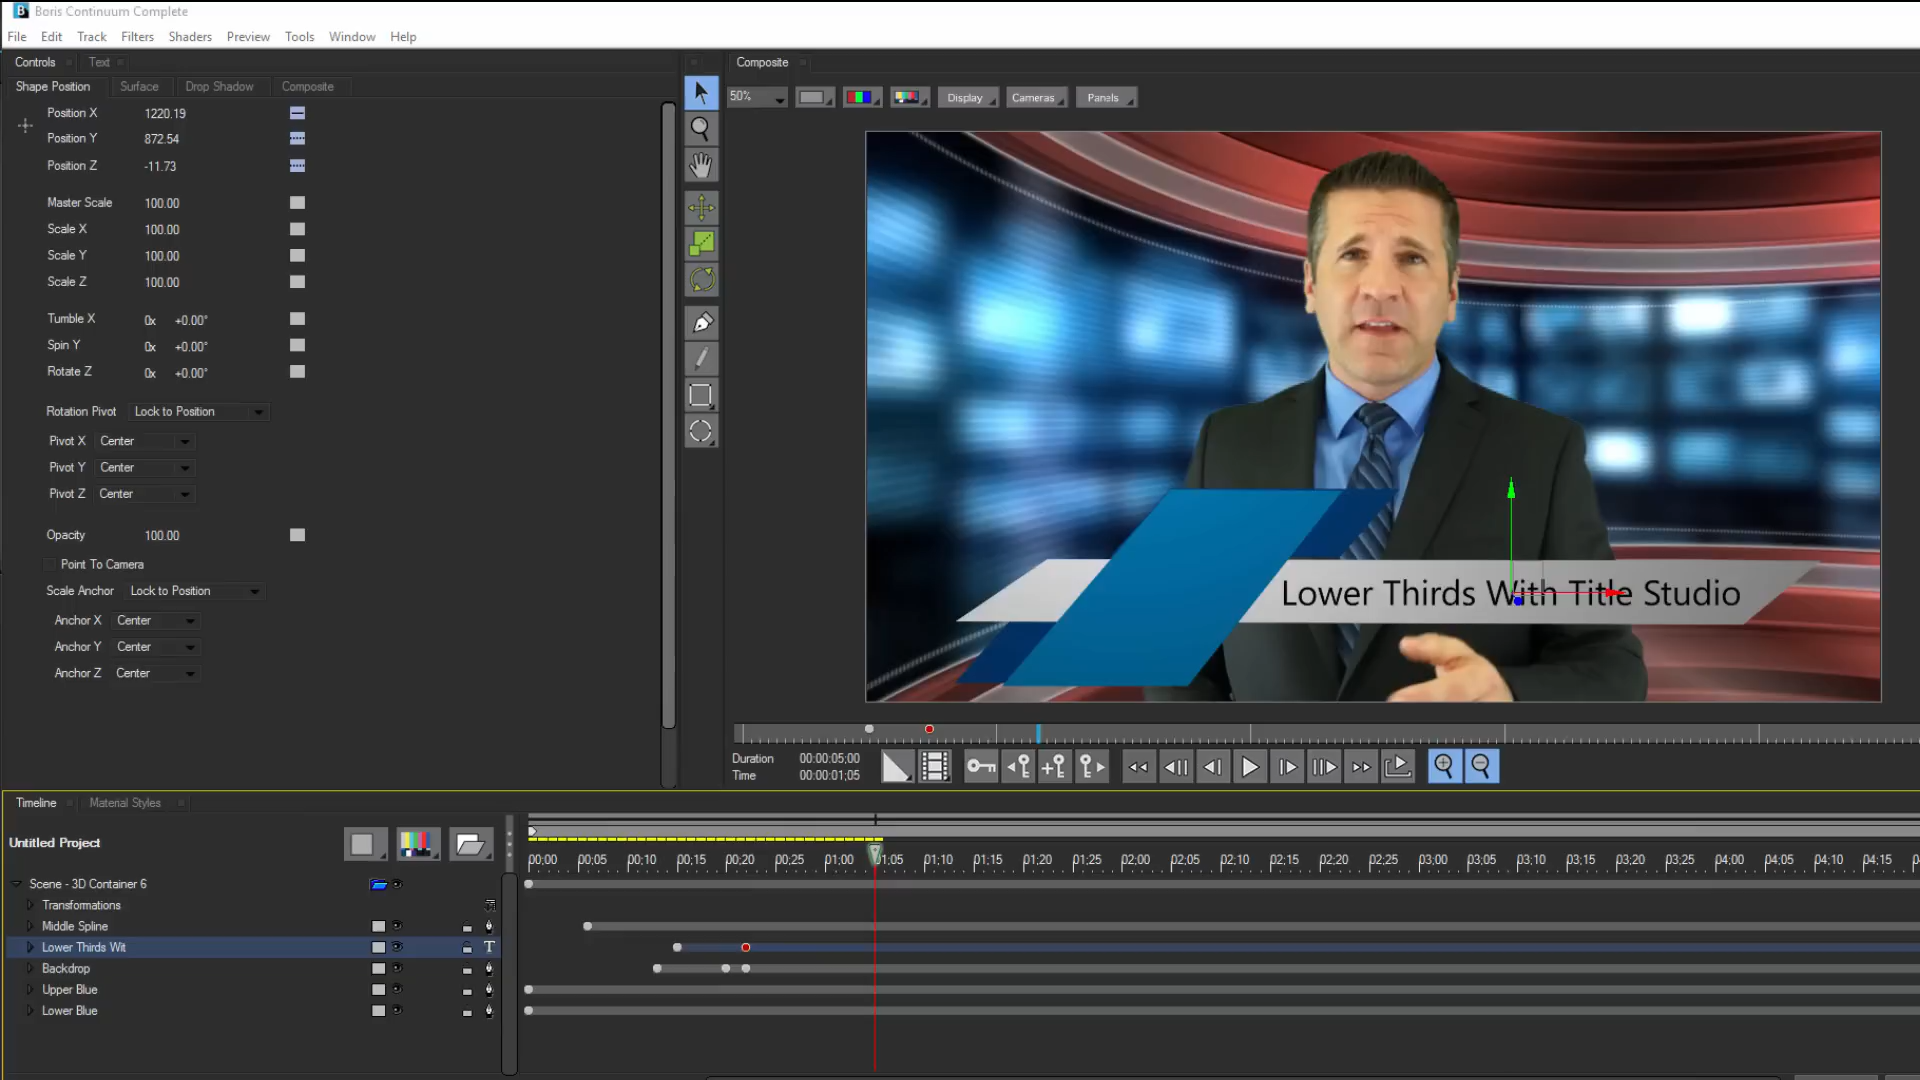 Boris Continuum Complete
File Edit Track Filters Shaders Preview Tools Window Help
Controls Text
Shape Position Surface Drop Shadow Composite
Position X 1220.19
Position Y 872.54
Position Z -11.73
Master Scale 100.00
Scale X 100.00
Scale Y 100.00
Scale Z 100.00
Tumble X 0x +0.00°
Spin Y 0x +0.00°
Rotate Z 0x +0.00°
Rotation Pivot Lock to Position
Pivot X Center
Pivot Y Center
Pivot Z Center
Opacity 100.00
Point To Camera
Scale Anchor Lock to Position
Anchor X Center
Anchor Y Center
Anchor Z Center
Composite
50% Display Cameras Panels
Lower Thirds With Title Studio
Duration 00:00:05;00
Time 00:00:01;05
Timeline Material Styles
Untitled Project
00;00 00;05 00;10 00;15 00;20 00;25 01;00 01;05 01;10 01;15 01;20 01;25 02;00 02;05 02;10 02;15 02;20 02;25 03;00 03;05 03;10 03;15 03;20 03;25 04;00 04;05 04;10 04;15
Scene - 3D Container 6
Transformations
Middle Spline
Lower Thirds Wit
Backdrop
Upper Blue
Lower Blue